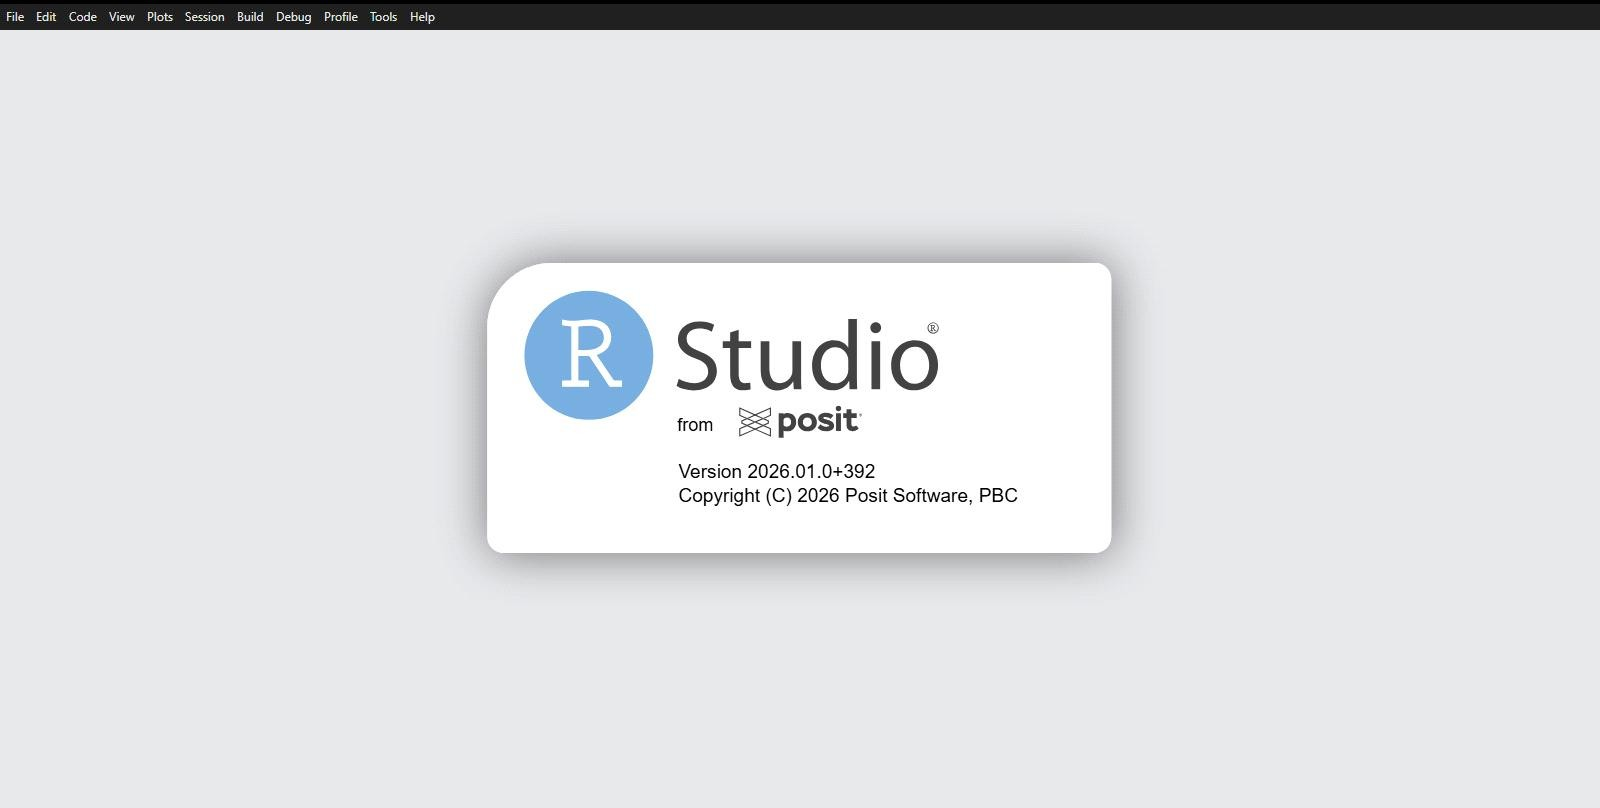 File Edit Code View Plots Session Build Debug Profile Tools Help
R Studio®
from posit
Version 2026.01.0+392
Copyright (C) 2026 Posit Software, PBC